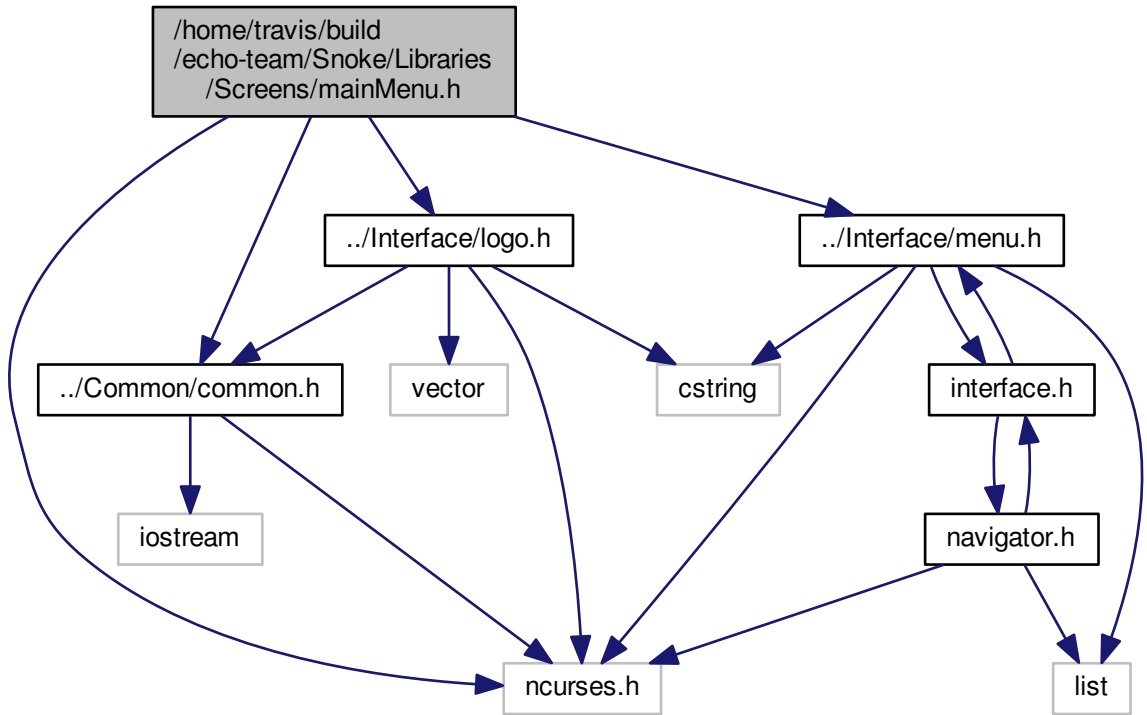 /home/travis/build
/echo-team/Snoke/Libraries
/Screens/mainMenu.h
../Interface/logo.h
../Interface/menu.h
../Common/common.h
vector
cstring
interface.h
iostream
navigator.h
ncurses.h
list